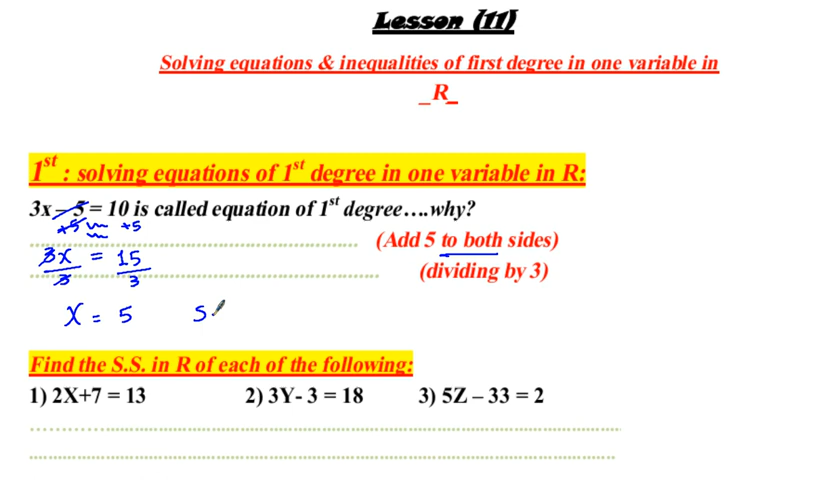 Lesson (11)
Solving equations & inequalities of first degree in one variable in
_R_
1st : solving equations of 1st degree in one variable in R:
3x – 5 = 10 is called equation of 1st degree….why?
+5 +5
(Add 5 to both sides)
3x = 15
3 3
(dividing by 3)
X = 5 S
Find the S.S. in R of each of the following:
1) 2X+7 = 13 2) 3Y- 3 = 18 3) 5Z – 33 = 2